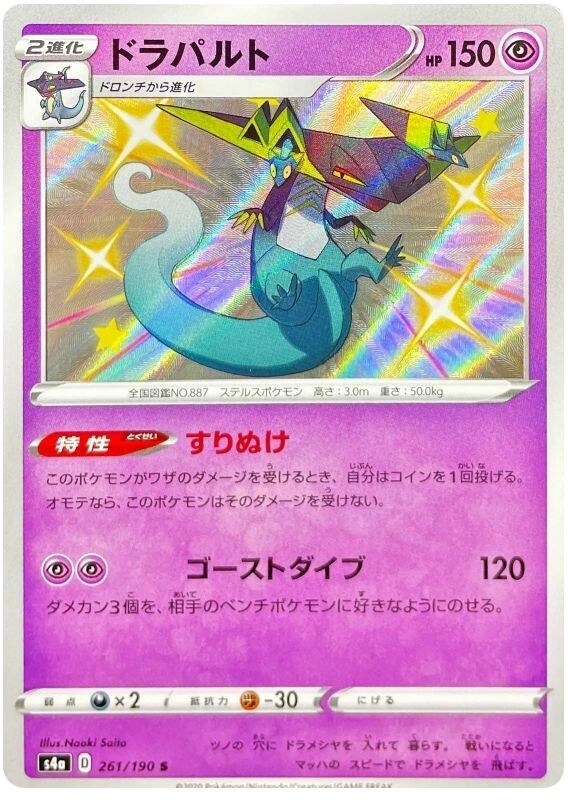 2進化 ドラパルト HP150
ドロンチから進化
全国図鑑NO.887 ステルスポケモン 高さ:3.0m 重さ:50.0kg
特性 とくせい すりぬけ
このポケモンがワザのダメージを受けるとき、自分はコインを1回投げる。
オモテなら、このポケモンはそのダメージを受けない。
ゴーストダイブ 120
ダメカン3個を、相手のベンチポケモンに好きなようにのせる。
弱点 ×2 抵抗力 -30 にげる
Illus.Naoki Saito
ツノの 穴に ドラメシヤを 入れて 暮らす。 戦いになると
マッハの スピードで ドラメシヤを 飛ばす。
s4a D 261/190 S
©2020 Pokémon/Nintendo/Creatures/GAME FREAK